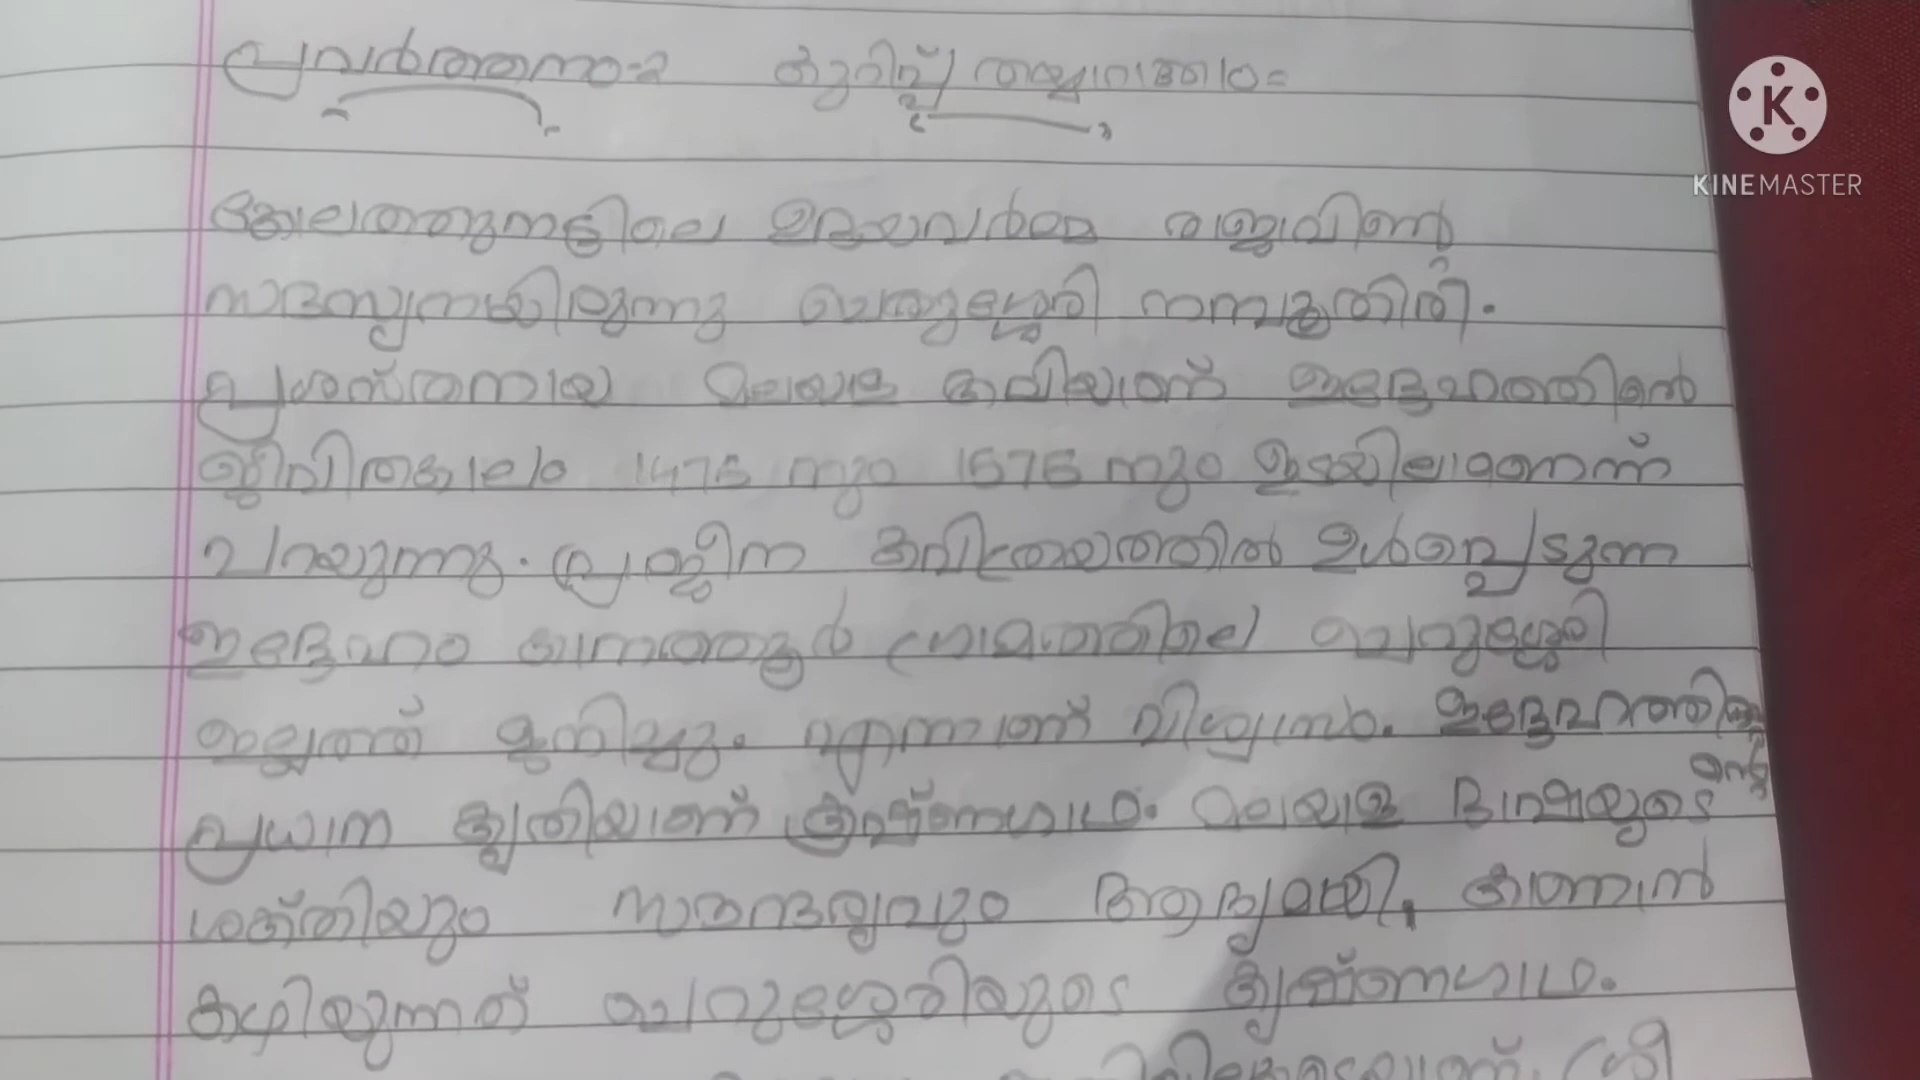 പ്രവർത്തനം-2 കുറിപ്പ് തയ്യാറാക്കാം=
KINEMASTER
കോലത്തുനാട്ടിലെ ഉദയവർമ്മ രാജാവിന്റെ
സദസ്യനായിരുന്നു ചെറുശ്ശേരി നമ്പൂതിരി.
പ്രശസ്തനായ മലയാള കവിയാണ് ഇദ്ദേഹത്തിൻ
ജീവിതകാലം 1475 നും 1575 നും ഇടയിലാണെന്ന്
പറയുന്നു. പ്രാചീന കവിത്രയത്തിൽ ഉൾപ്പെടുന്ന
ഇദ്ദേഹം കാനത്തൂർ ഗ്രാമത്തിലെ ചെറുശ്ശേരി
ഇല്ലത്ത് ജനിച്ചു. എന്നാണ് വിശ്വാസം. ഇദ്ദേഹത്തി
ന്റെ
പ്രധാന കൃതിയാണ് കൃഷ്ണഗാഥ. മലയാള ഭാഷയുടെ
ശക്തിയും സൗന്ദര്യവും ആദ്യമായി, കാണാൻ
കഴിയുന്നത് ചെറുശ്ശേരിയുടെ കൃഷ്ണഗാഥ.
ശ്രീ